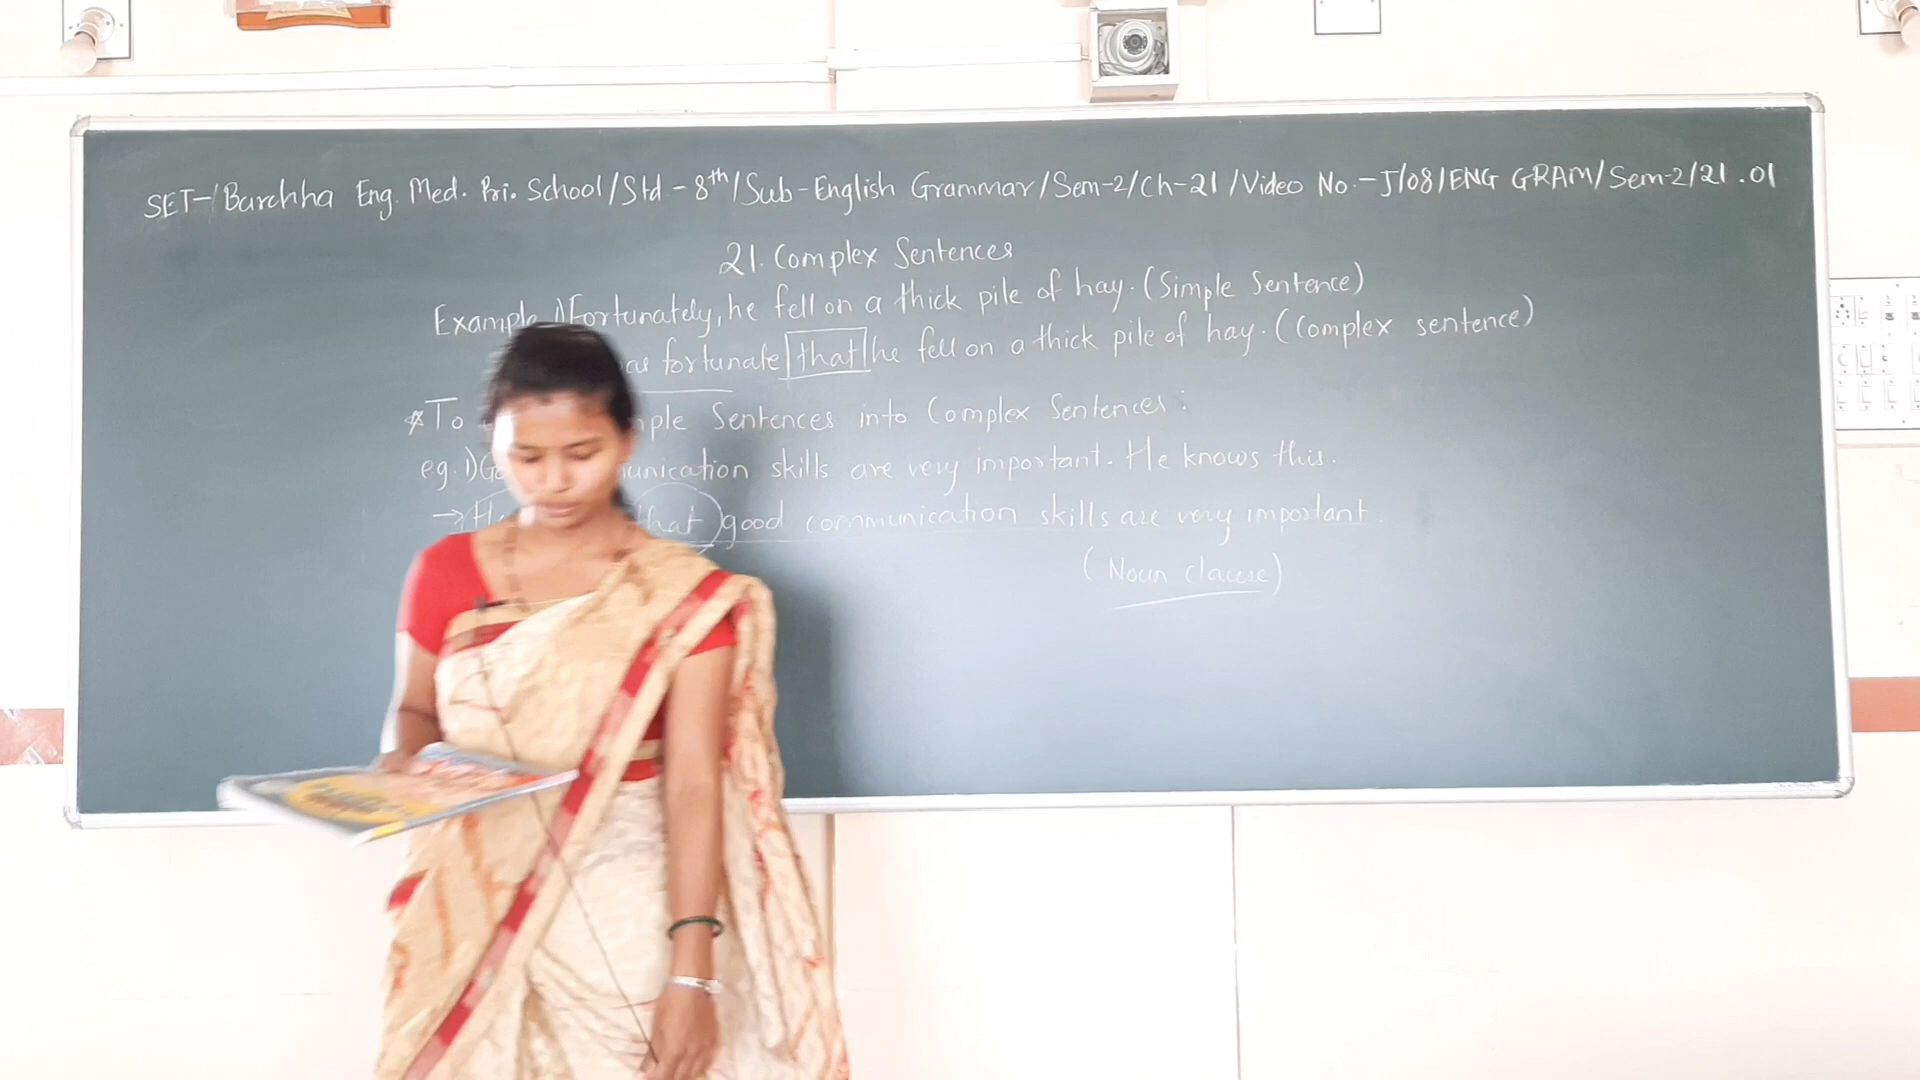 SET-/Barchha Eng. Med. Pri. School/Std-8th/Sub-English Grammar/Sem-2/Ch-21/Video No.-J/08/ENG GRAM/Sem-2/21.01
21. Complex Sentences
Example 1) Fortunately, he fell on a thick pile of hay. (Simple Sentence)
fortunate that he fell on a thick pile of hay. (Complex sentence)
*To Sentences into Complex Sentences:
eg. 1) skills are very important. He knows this.
→ that good communication skills are very important.
(Noun clause)